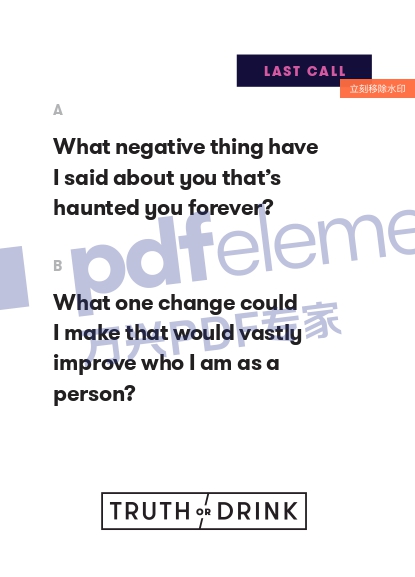 LAST CALL
立刻移除水印
A
What negative thing have
I said about you that’s
haunted you forever?
pdfeleme
B
What one change could
I make that would vastly
万兴PDF专家
improve who I am as a
person?
TRUTH OR DRINK